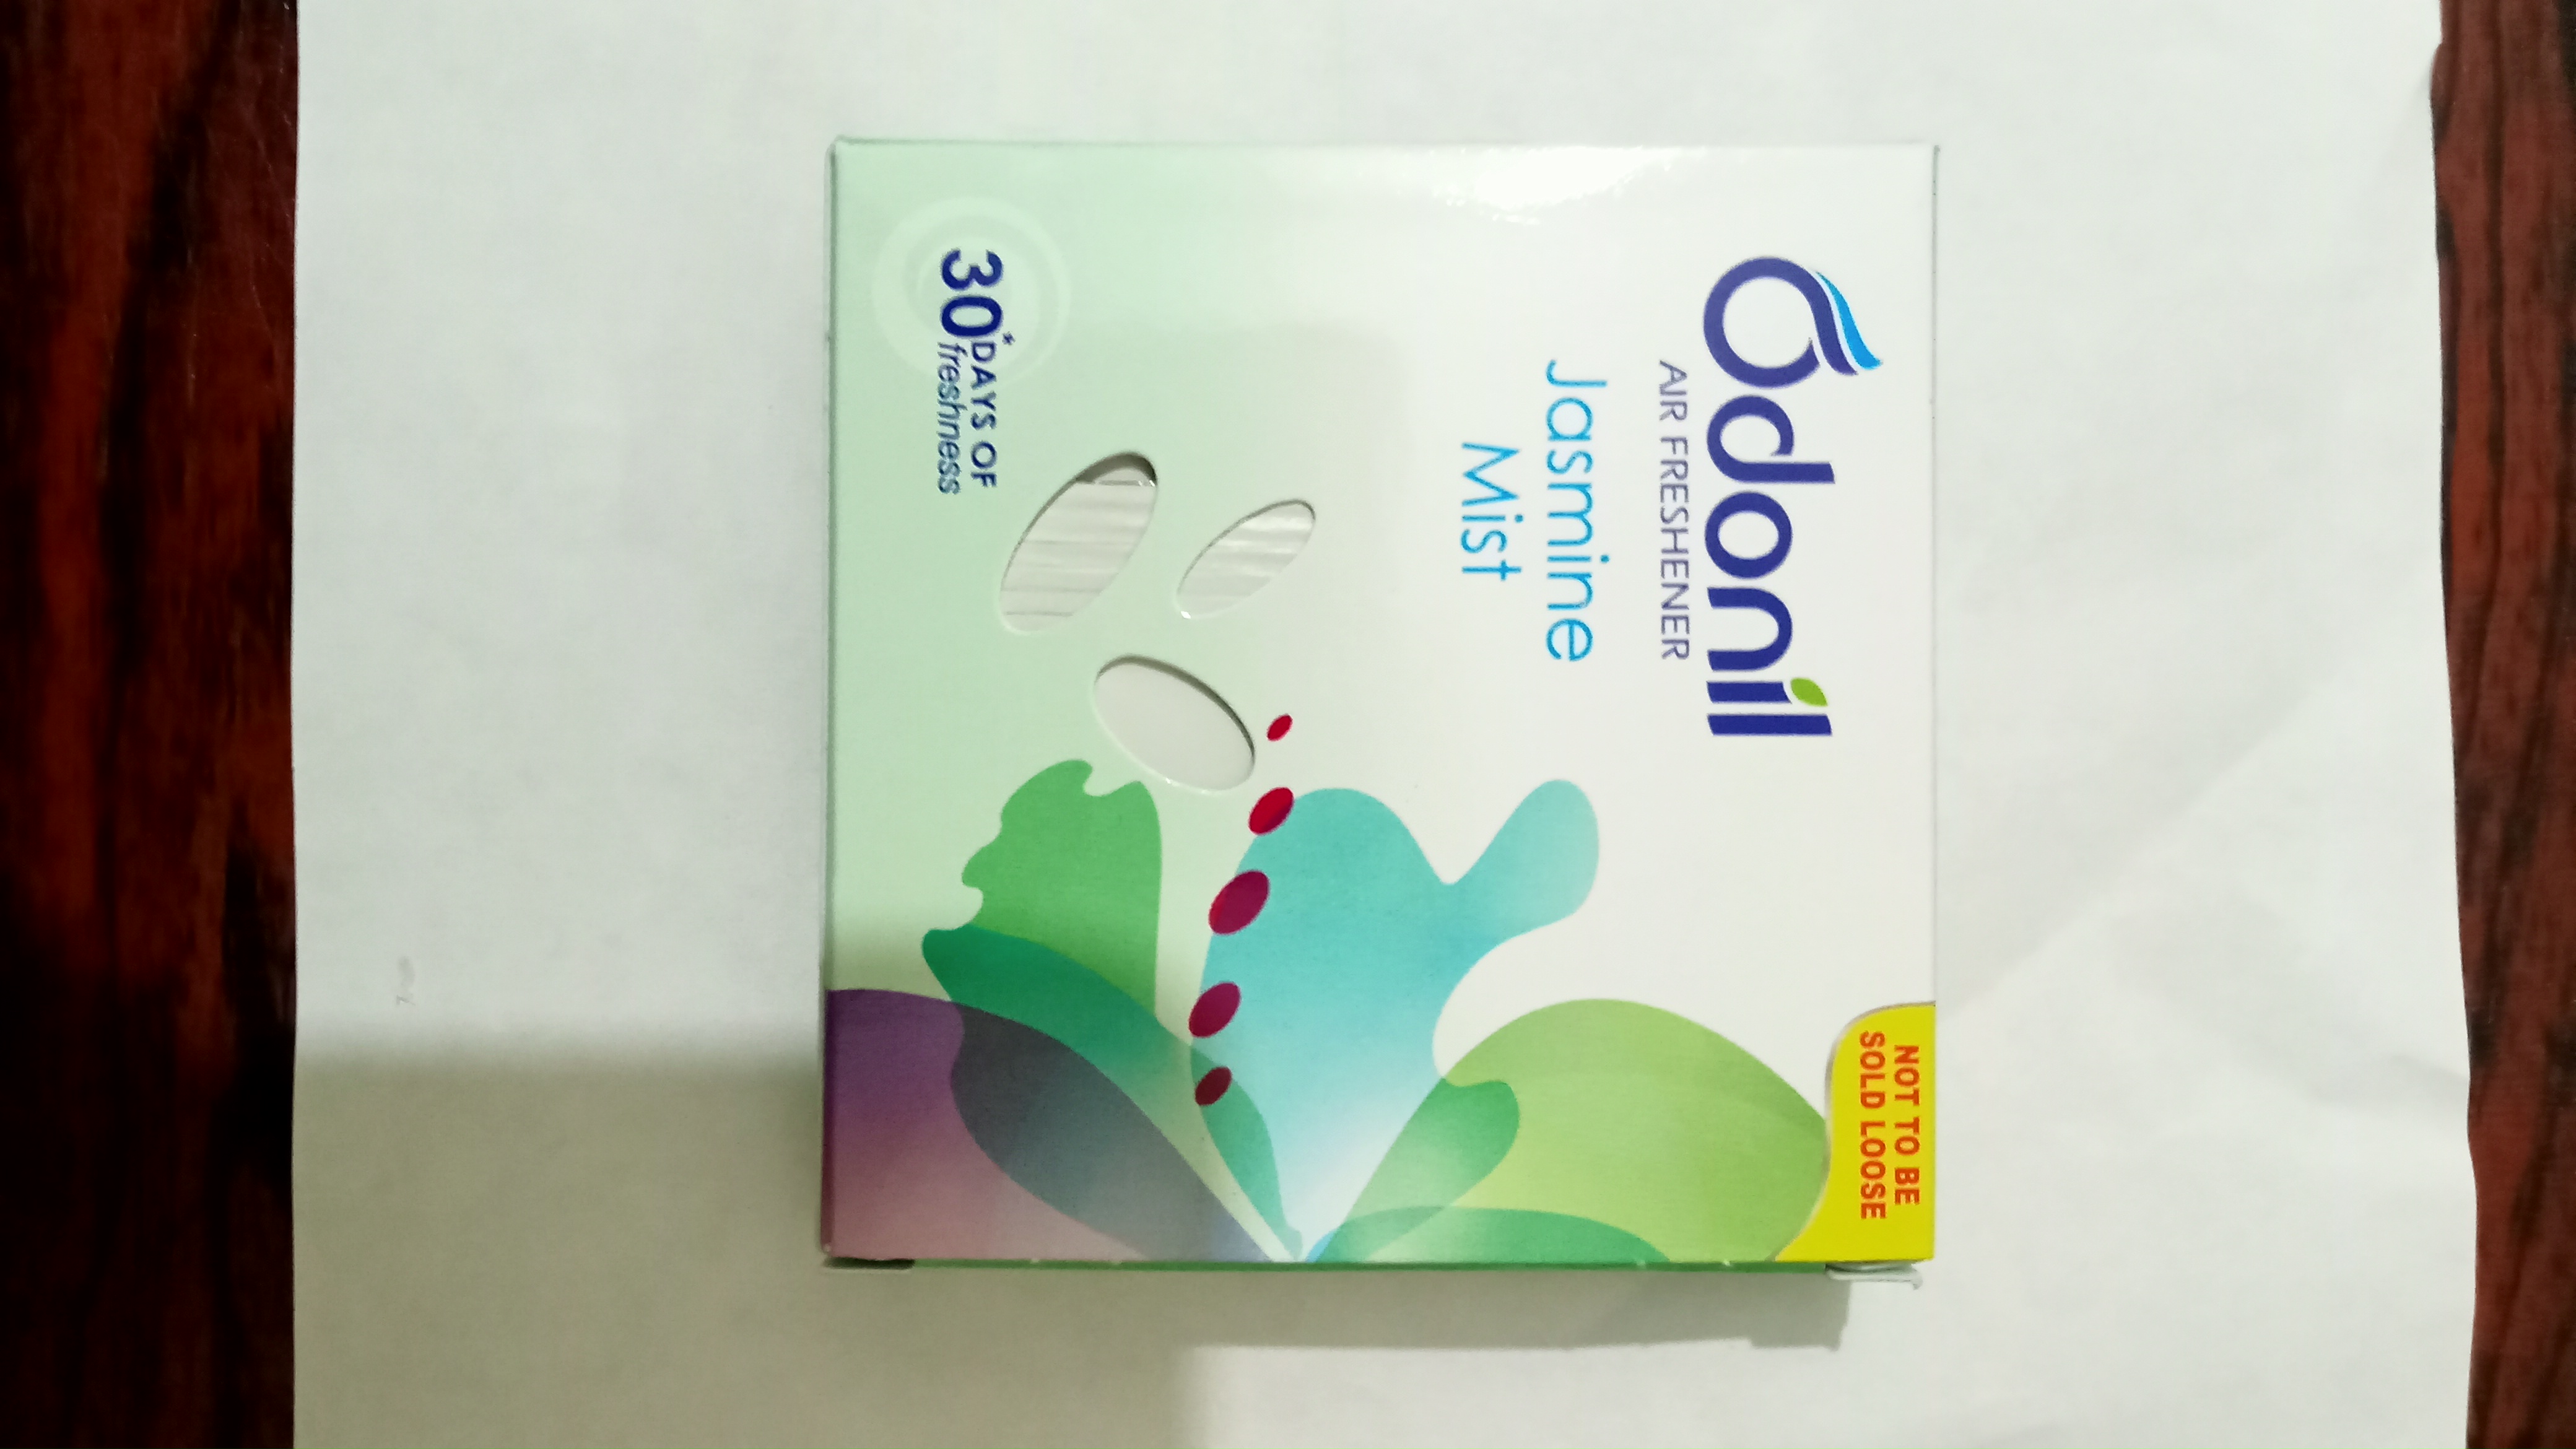 Odonil
AIR FRESHENER
Jasmine
Mist
30*DAYS OF
freshness
NOT TO BE
SOLD LOOSE